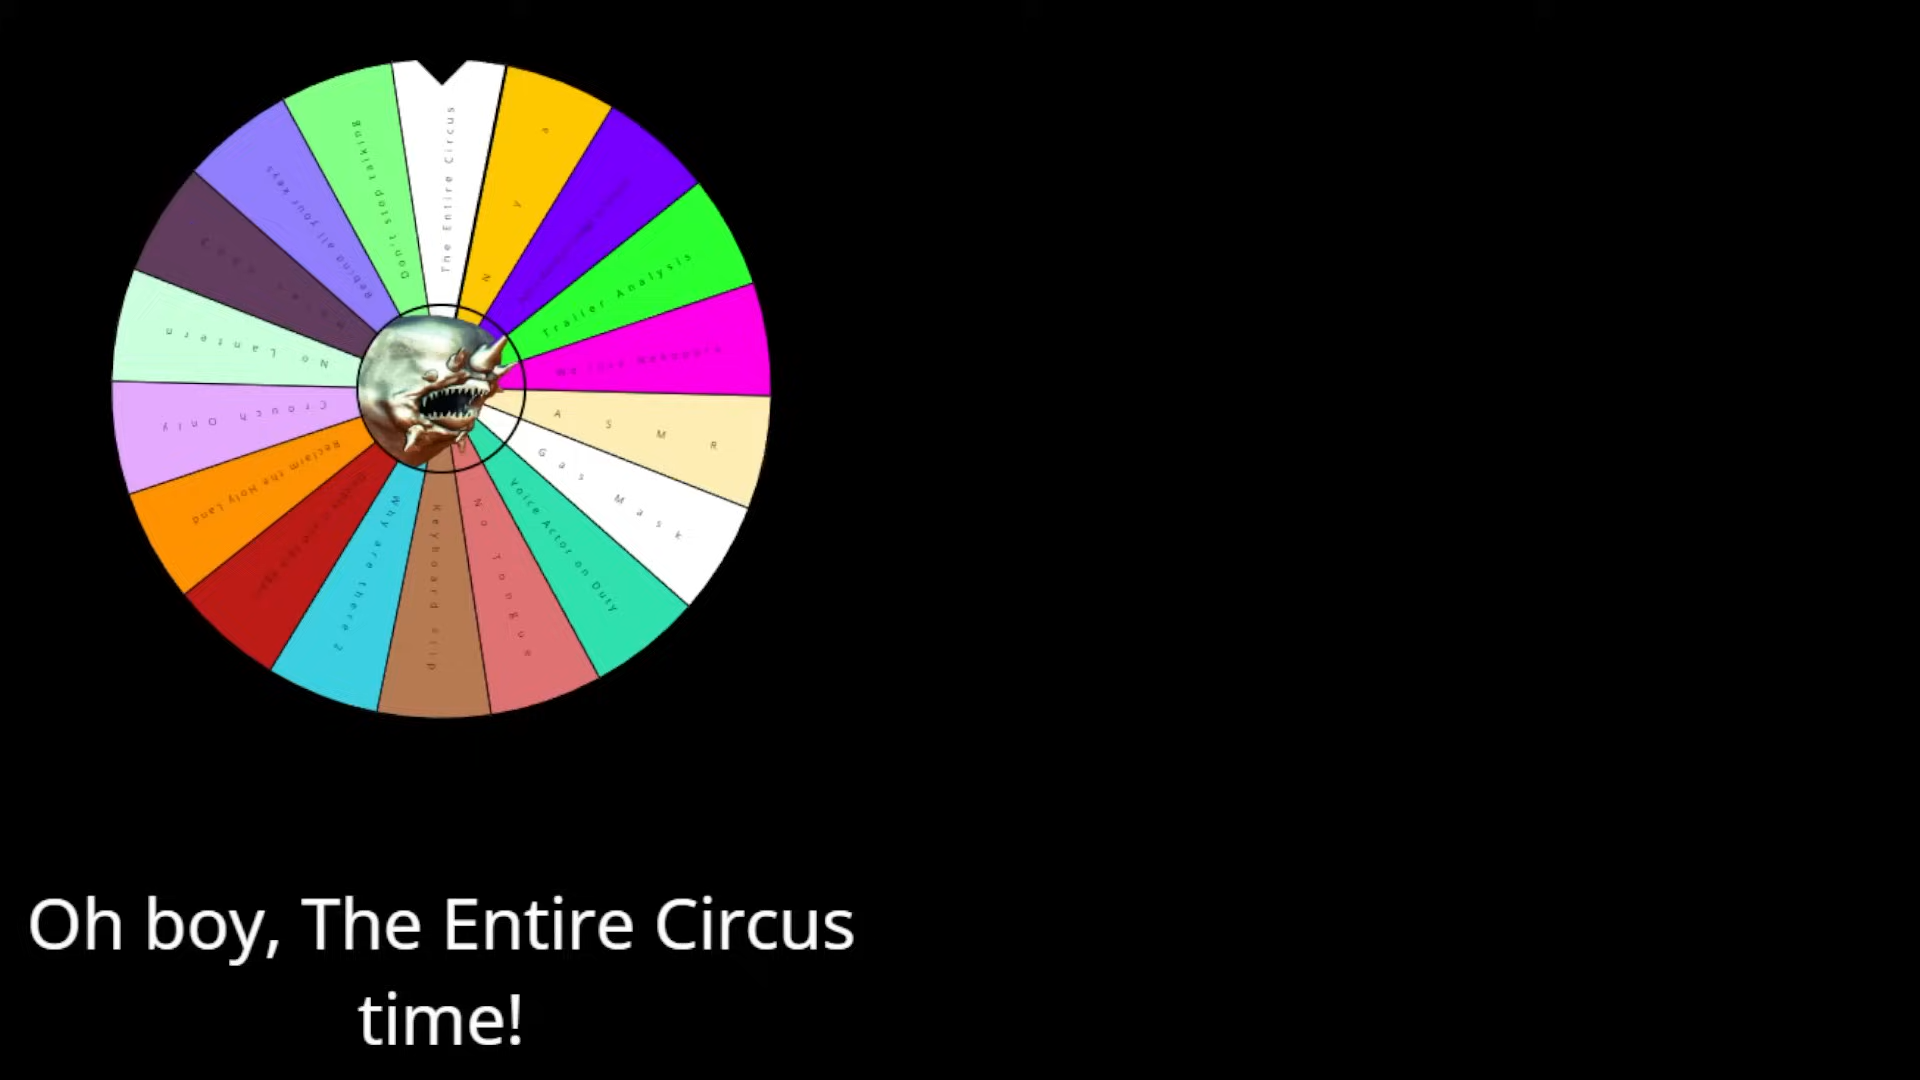 The Entire Circus
N y a
Trailer Analysis
A S M R
Gas Mask
Voice Actor on Duty
No Tongue
Keyboard flip
Why are there 2
Reclaim the Holy Land
Crouch Only
No Lantern
Rebind all your keys
Don't stop talking
Oh boy, The Entire Circus
time!